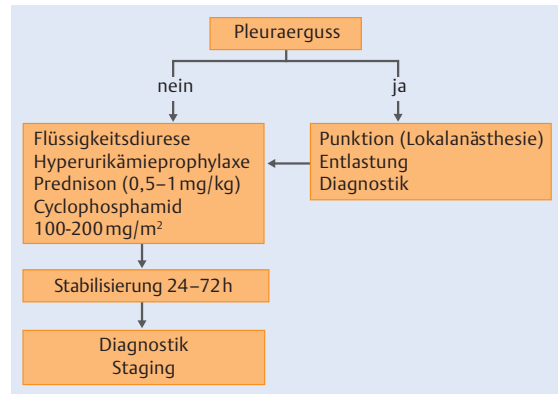 Pleuraerguss
nein
ja
Flüssigkeitsdiurese
Hyperurikämieprophylaxe
Prednison (0,5–1 mg/kg)
Cyclophosphamid
100-200 mg/m²
Punktion (Lokalanästhesie)
Entlastung
Diagnostik
Stabilisierung 24–72 h
Diagnostik
Staging